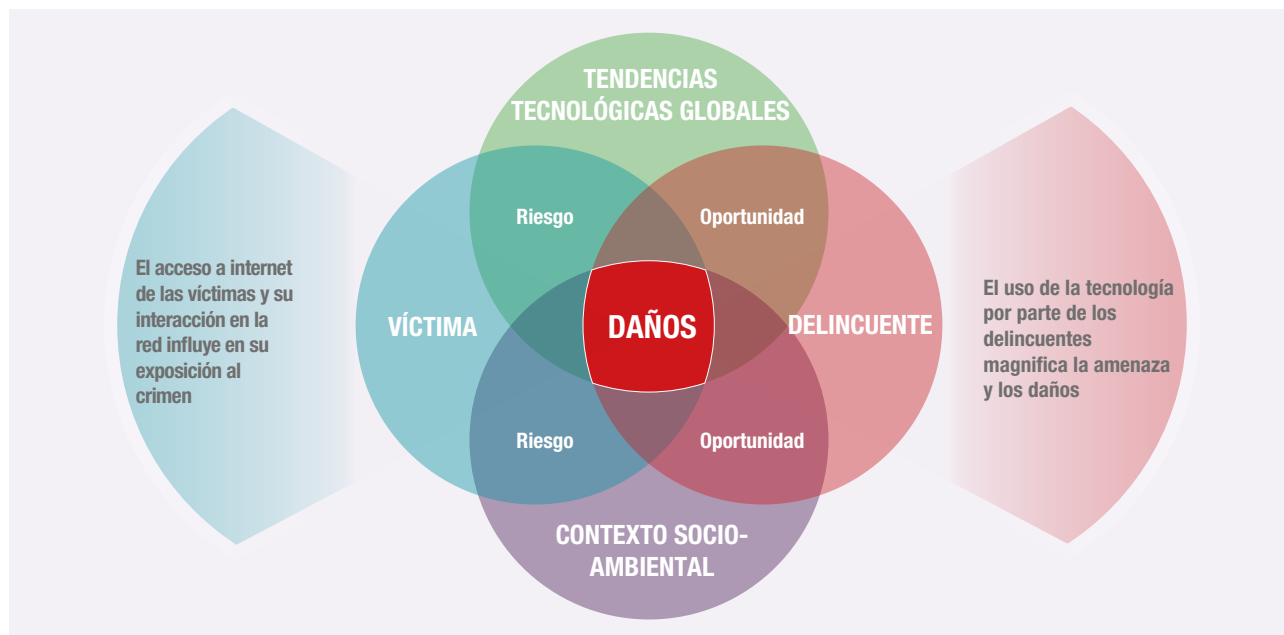 TENDENCIAS
TECNOLÓGICAS GLOBALES
Riesgo
Oportunidad
El acceso a internet
de las víctimas y su
interacción en la
red influye en su
exposición al
crimen
VÍCTIMA
DAÑOS
DELINCUENTE
El uso de la tecnología
por parte de los
delincuentes
magnifica la amenaza
y los daños
Riesgo
Oportunidad
CONTEXTO SOCIO-
AMBIENTAL